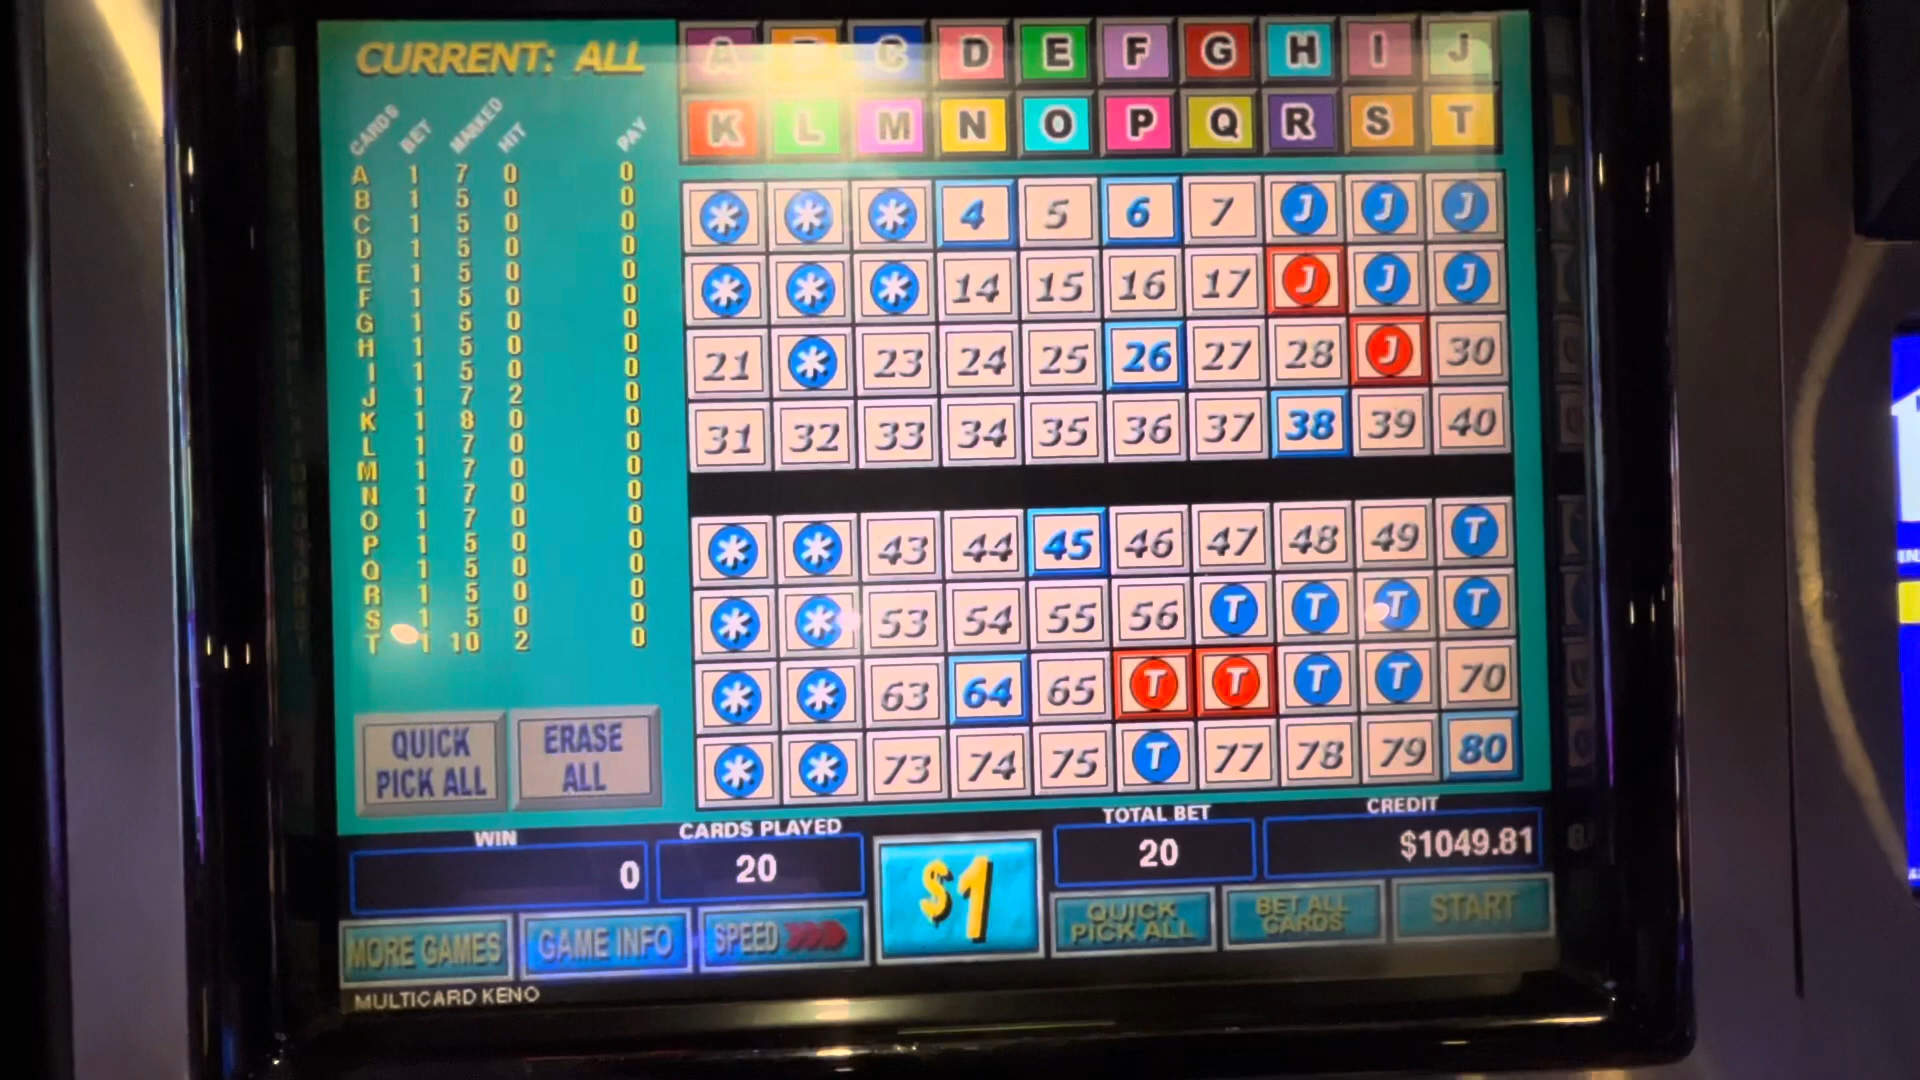 CURRENT: ALL
CARDS BET MARKED HIT PAY
A 1 7 0 0
B 1 5 0 0
C 1 5 0 0
D 1 5 0 0
E 1 5 0 0
F 1 5 0 0
G 1 5 0 0
H 1 5 0 0
I 1 5 0 0
J 1 7 2 0
K 1 8 0 0
L 1 7 0 0
M 1 7 0 0
N 1 7 0 0
O 1 7 0 0
P 1 5 0 0
Q 1 5 0 0
R 1 5 0 0
S 1 5 0 0
T 1 10 2 0
QUICK
PICK ALL
ERASE
ALL
A C D E F G H I J
K L M N O P Q R S T
* * * 4 5 6 7 J J J
* * * 14 15 16 17 J J J
21 * 23 24 25 26 27 28 J 30
31 32 33 34 35 36 37 38 39 40
* * 43 44 45 46 47 48 49 T
* * 53 54 55 56 T T T T
* * 63 64 65 T T T T 70
* * 73 74 75 T 77 78 79 80
WIN
0
CARDS PLAYED
20
$1
TOTAL BET
20
CREDIT
$1049.81
MORE GAMES
GAME INFO
SPEED
QUICK
PICK ALL
BET ALL
CARDS
START
MULTICARD KENO